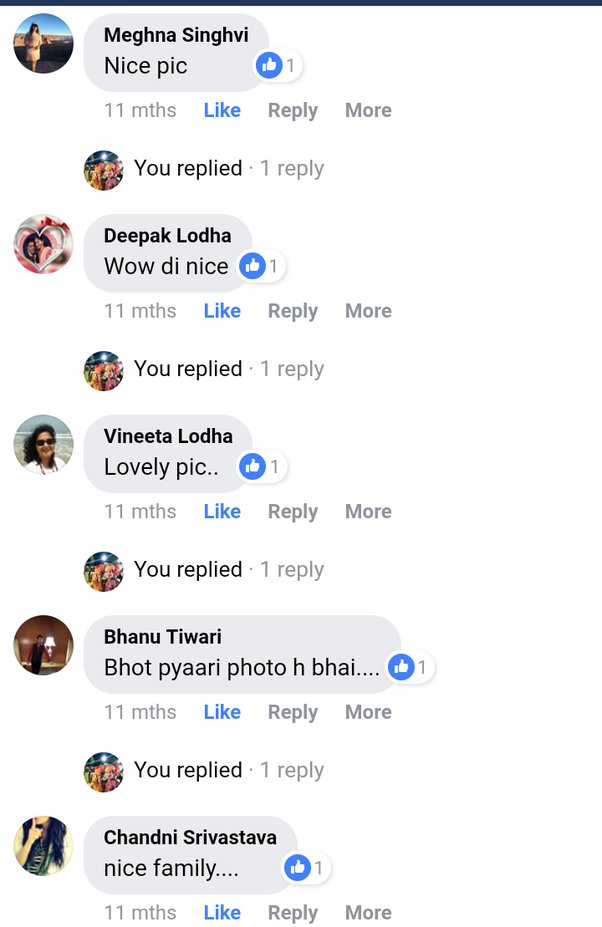 Meghna Singhvi
Nice pic
1
11 mths Like Reply More
You replied · 1 reply
Deepak Lodha
Wow di nice
1
11 mths Like Reply More
You replied · 1 reply
Vineeta Lodha
Lovely pic..
1
11 mths Like Reply More
You replied · 1 reply
Bhanu Tiwari
Bhot pyaari photo h bhai....
1
11 mths Like Reply More
You replied · 1 reply
Chandni Srivastava
nice family....
1
11 mths Like Reply More